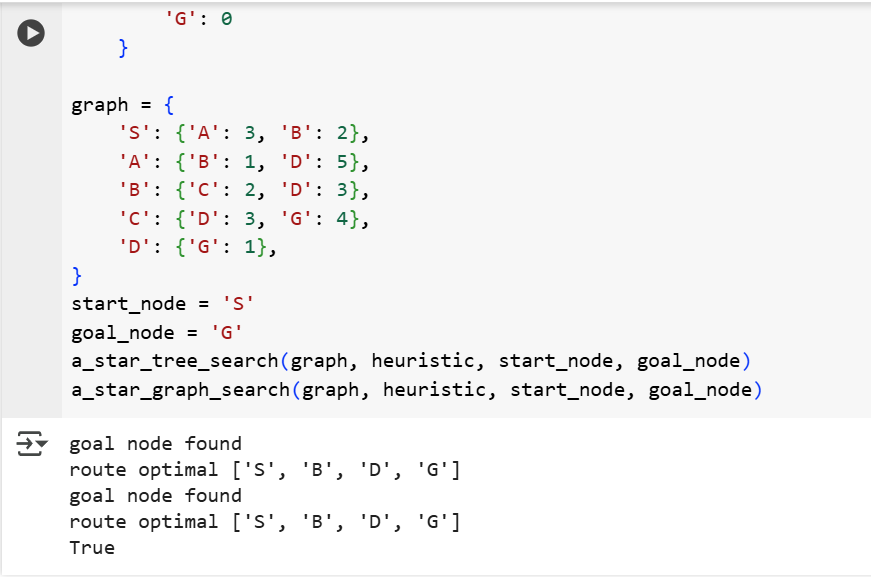 'G': 0
}
graph = {
'S': {'A': 3, 'B': 2},
'A': {'B': 1, 'D': 5},
'B': {'C': 2, 'D': 3},
'C': {'D': 3, 'G': 4},
'D': {'G': 1},
}
start_node = 'S'
goal_node = 'G'
a_star_tree_search(graph, heuristic, start_node, goal_node)
a_star_graph_search(graph, heuristic, start_node, goal_node)
goal node found
route optimal ['S', 'B', 'D', 'G']
goal node found
route optimal ['S', 'B', 'D', 'G']
True